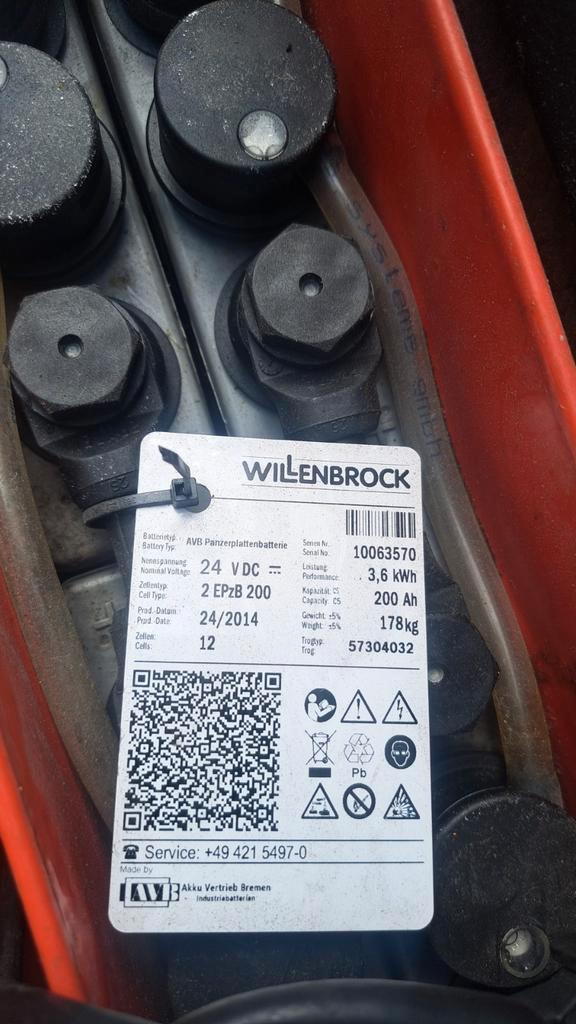 systeme gmbh
WILLENBROCK
Batterietyp: Battery Typ: AVB Panzerplattenbatterie
Serien Nr. Serial No. 10063570
Nennspannung Nominal Voltage 24 V DC
Leistung: Performance: 3,6 kWh
Zellentyp: Cell Type: 2 EPzB 200
Kapazität: C5 Capacity: C5 200 Ah
Prod.-Datum: Prod.-Date: 24/2014
Gewicht: ±5% Weight: ±5% 178kg
Zellen: Cells: 12
Trogtyp: Trog: 57304032
Pb
Service: +49 421 5497-0
Made by
AVB Akku Vertrieb Bremen
Industriebatterien